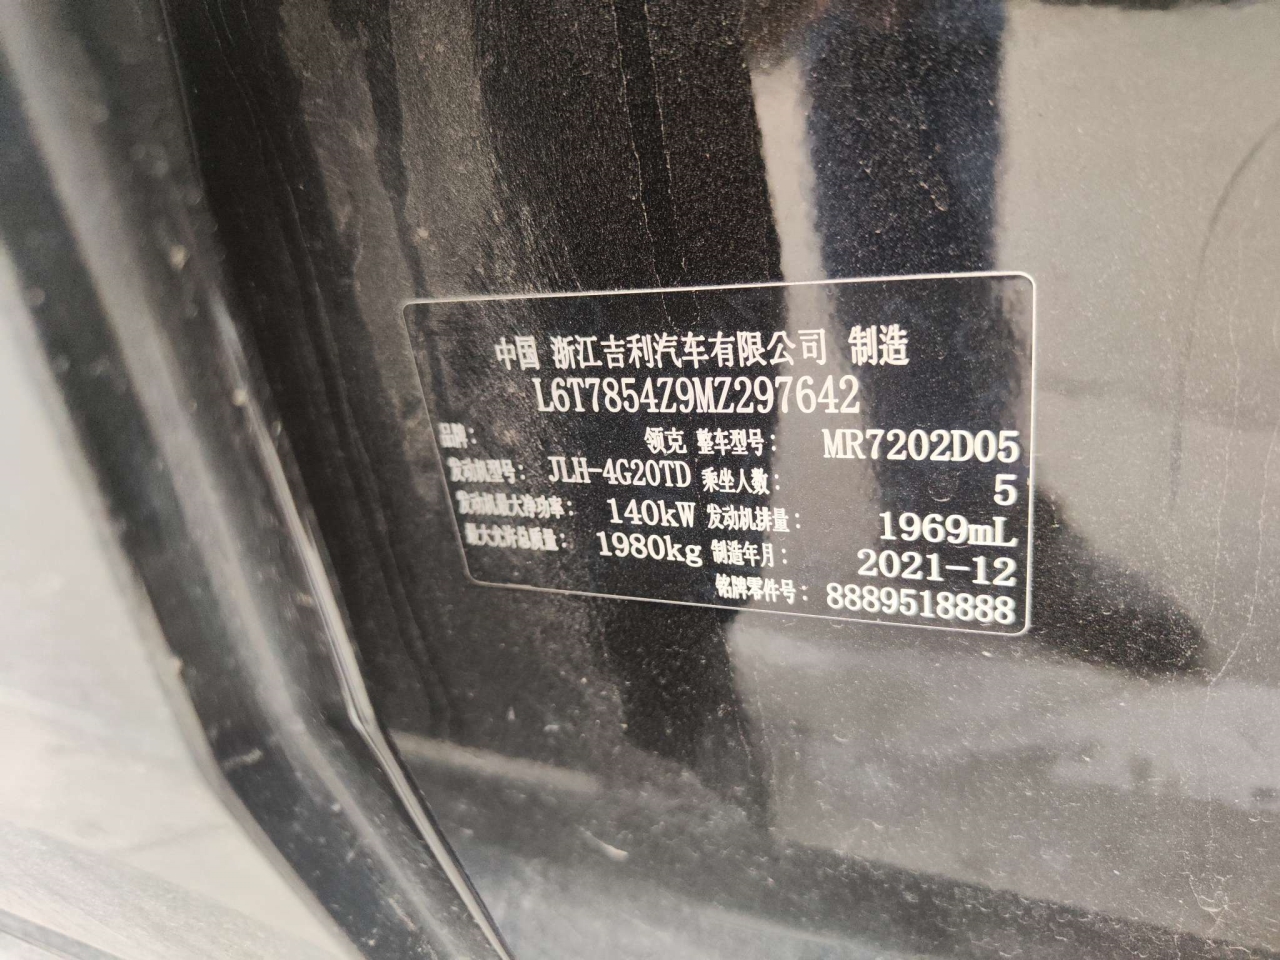 中国 浙江吉利汽车有限公司 制造
L6T7854Z9MZ297642
品牌: 领克 整车型号: MR7202D05
发动机型号: JLH-4G20TD 乘坐人数: 5
发动机最大净功率: 140kW 发动机排量: 1969mL
最大允许总质量: 1980kg 制造年月: 2021-12
铭牌零件号: 8889518888